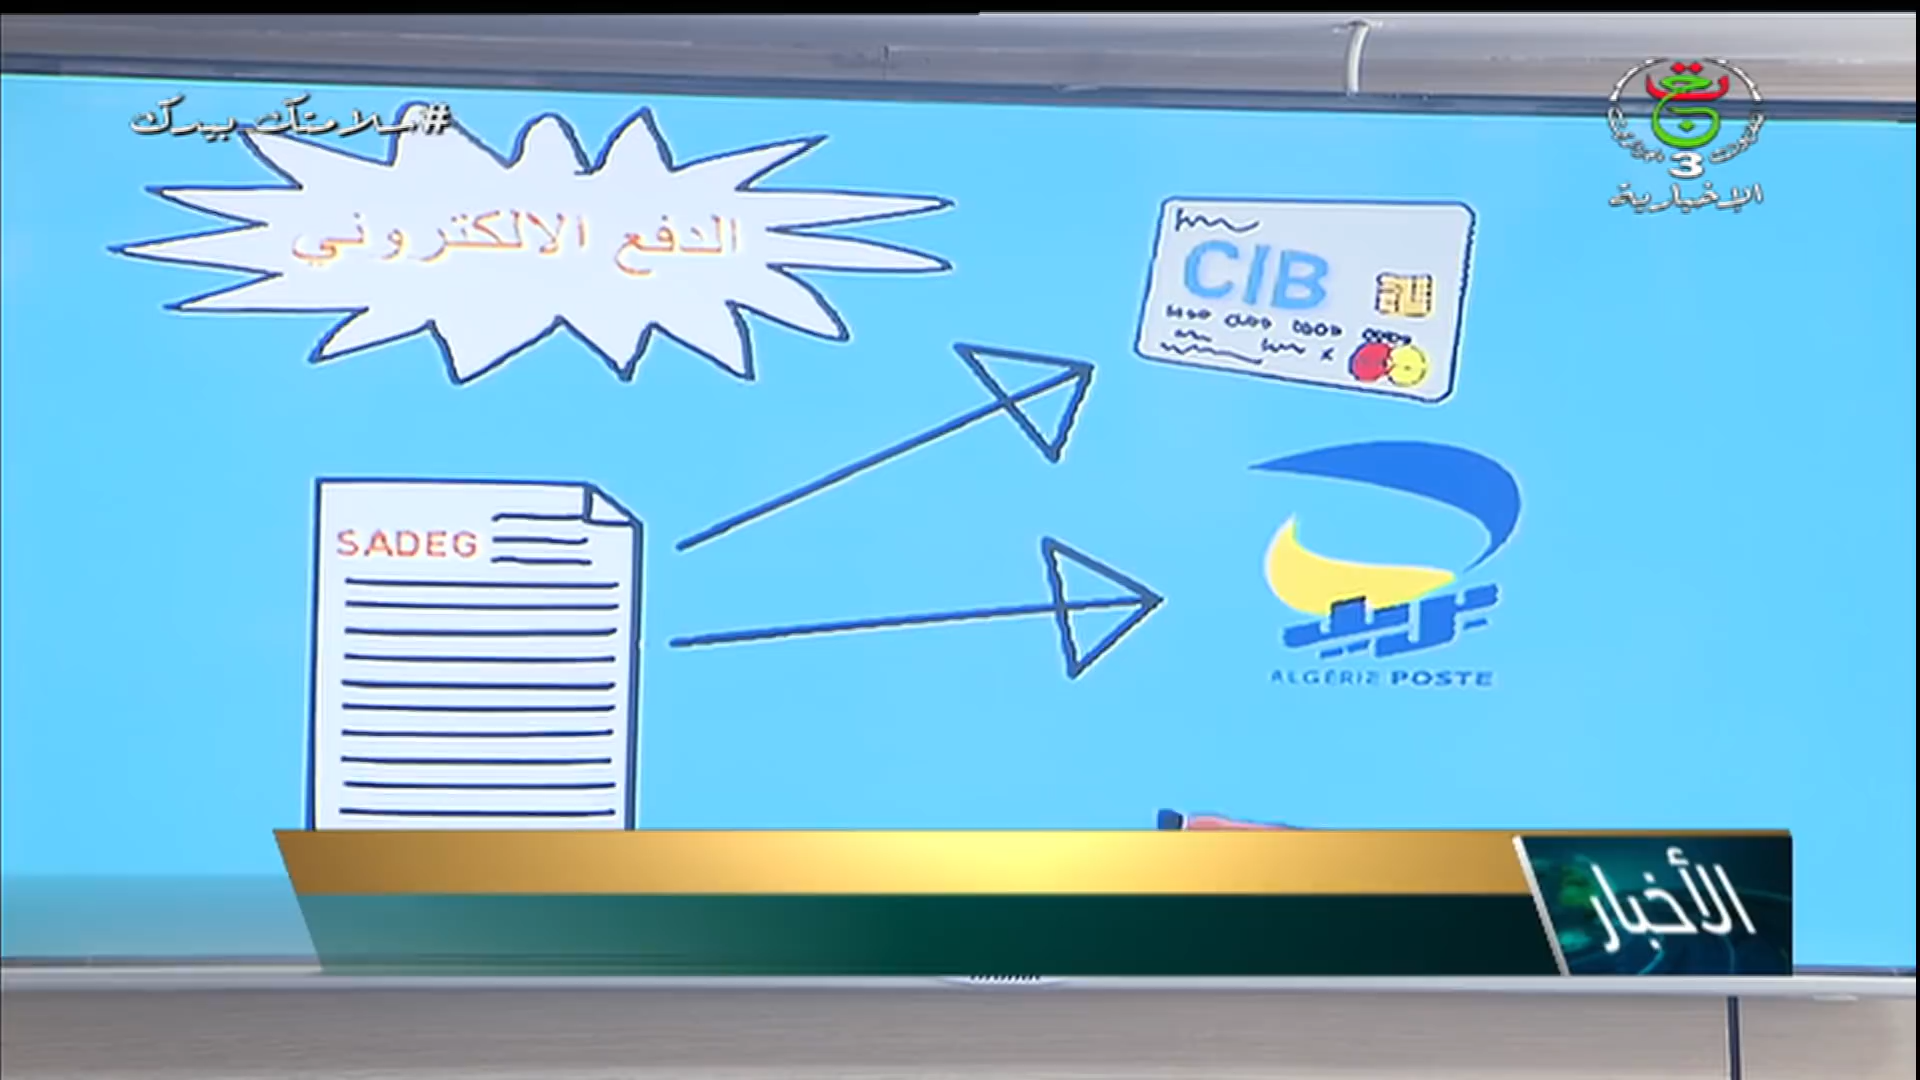 #سلامتك بيدك
3
الإخبارية
الدفع الالكتروني
CIB
SADEG
بريد
ALGÉRIE POSTE
الأخبار